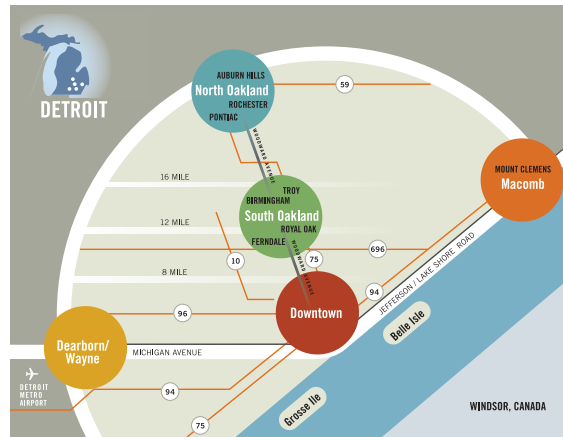 DETROIT
AUBURN HILLS
North Oakland
ROCHESTER
PONTIAC
59
WOODWARD AVENUE
16 MILE
MOUNT CLEMENS
Macomb
TROY
BIRMINGHAM
South Oakland
ROYAL OAK
FERNDALE
12 MILE
696
10
WOODWARD AVENUE
75
8 MILE
94
JEFFERSON / LAKE SHORE ROAD
96
Downtown
Belle Isle
Dearborn/
Wayne
MICHIGAN AVENUE
DETROIT
METRO
AIRPORT
94
Grosse Ile
75
WINDSOR, CANADA